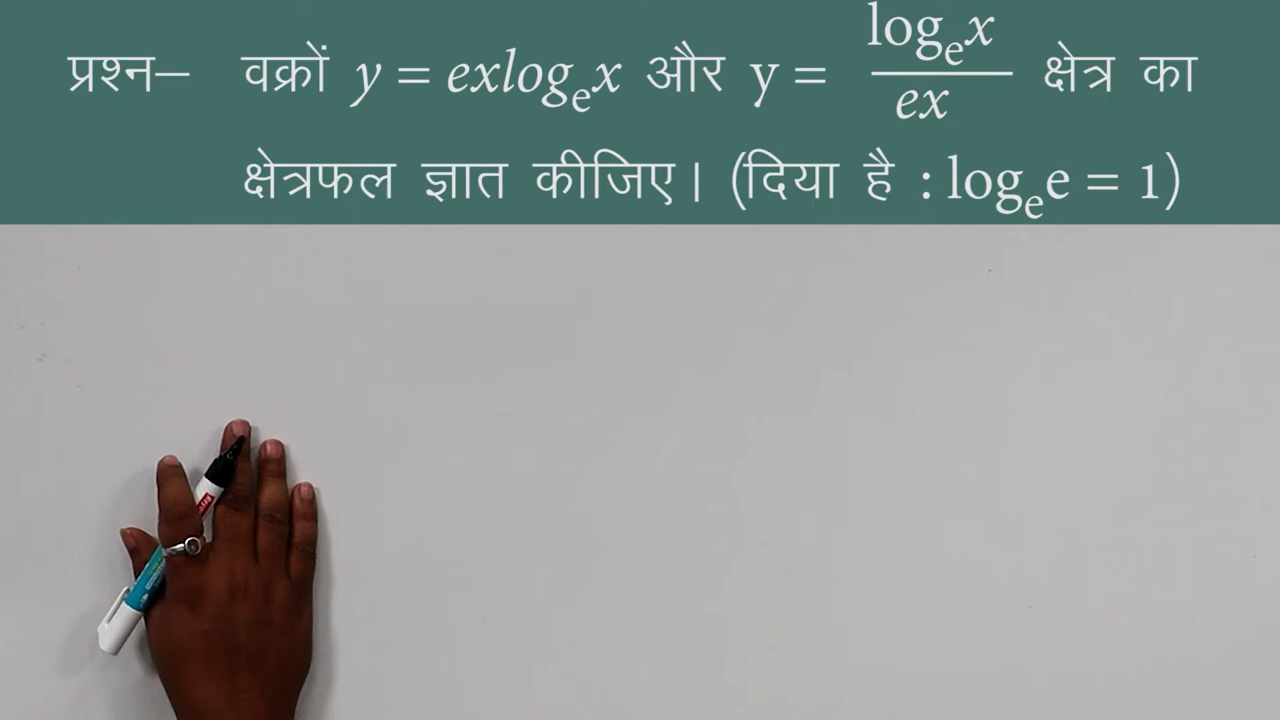 प्रश्न– वक्रों y = exlogₑx और y = logₑx/ex क्षेत्र का
क्षेत्रफल ज्ञात कीजिए। (दिया है : logₑe = 1)